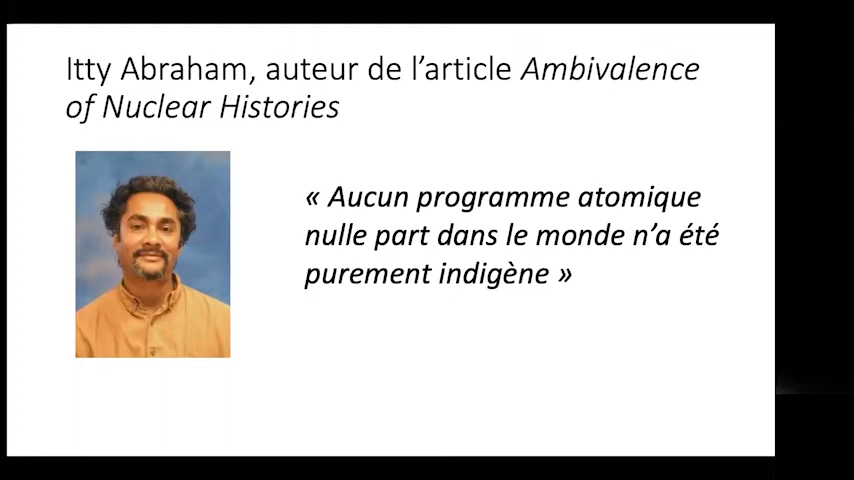 Itty Abraham, auteur de l’article Ambivalence
of Nuclear Histories
« Aucun programme atomique
nulle part dans le monde n’a été
purement indigène »